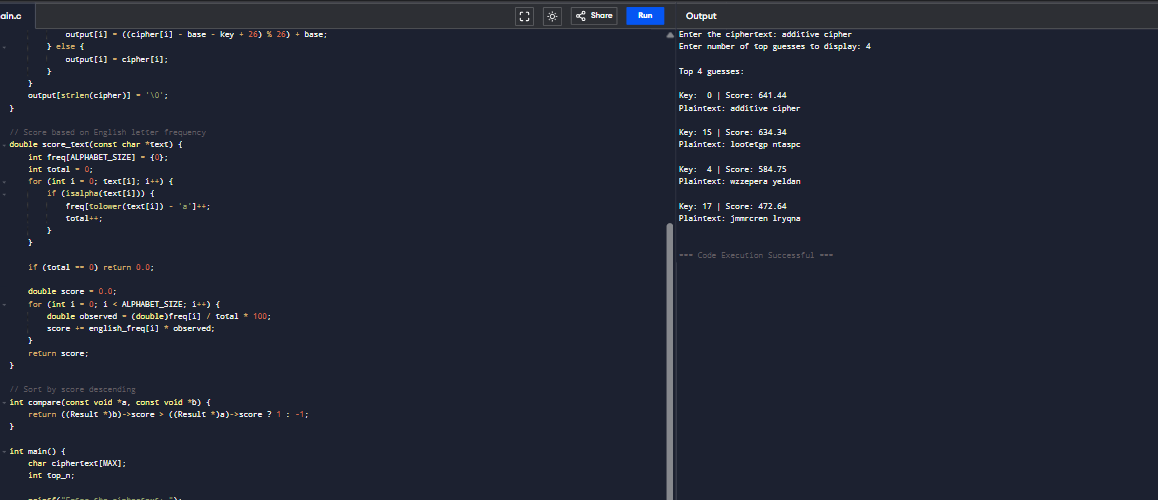 ain.c
Share
Run
Output
output[i] = ((cipher[i] - base - key + 26) % 26) + base;
} else {
output[i] = cipher[i];
}
}
output[strlen(cipher)] = '\0';
}
// Score based on English letter frequency
double score_text(const char *text) {
int freq[ALPHABET_SIZE] = {0};
int total = 0;
for (int i = 0; text[i]; i++) {
if (isalpha(text[i])) {
freq[tolower(text[i]) - 'a']++;
total++;
}
}
if (total == 0) return 0.0;
double score = 0.0;
for (int i = 0; i < ALPHABET_SIZE; i++) {
double observed = (double)freq[i] / total * 100;
score += english_freq[i] * observed;
}
return score;
}
// Sort by score descending
int compare(const void *a, const void *b) {
return ((Result *)b)->score > ((Result *)a)->score ? 1 : -1;
}
int main() {
char ciphertext[MAX];
int top_n;
printf("Enter the ciphertext: ");
Enter the ciphertext: additive cipher
Enter number of top guesses to display: 4
Top 4 guesses:
Key:  0 | Score: 641.44
Plaintext: additive cipher
Key: 15 | Score: 634.34
Plaintext: lootetgp ntaspc
Key:  4 | Score: 584.75
Plaintext: wzzepera yeldan
Key: 17 | Score: 472.64
Plaintext: jmmrcren lryqna
=== Code Execution Successful ===